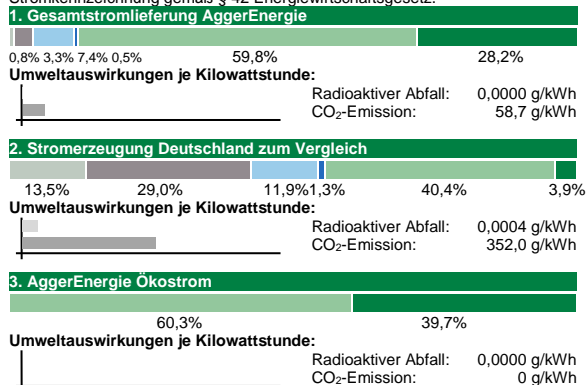 Stromkennzeichnung gemäß § 42 Energiewirtschaftsgesetz:
1. Gesamtstromlieferung AggerEnergie
0,8% 3,3% 7,4% 0,5% 59,8% 28,2%
Umweltauswirkungen je Kilowattstunde:
Radioaktiver Abfall: 0,0000 g/kWh
CO₂-Emission: 58,7 g/kWh
2. Stromerzeugung Deutschland zum Vergleich
13,5% 29,0% 11,9% 1,3% 40,4% 3,9%
Umweltauswirkungen je Kilowattstunde:
Radioaktiver Abfall: 0,0004 g/kWh
CO₂-Emission: 352,0 g/kWh
3. AggerEnergie Ökostrom
60,3% 39,7%
Umweltauswirkungen je Kilowattstunde:
Radioaktiver Abfall: 0,0000 g/kWh
CO₂-Emission: 0 g/kWh